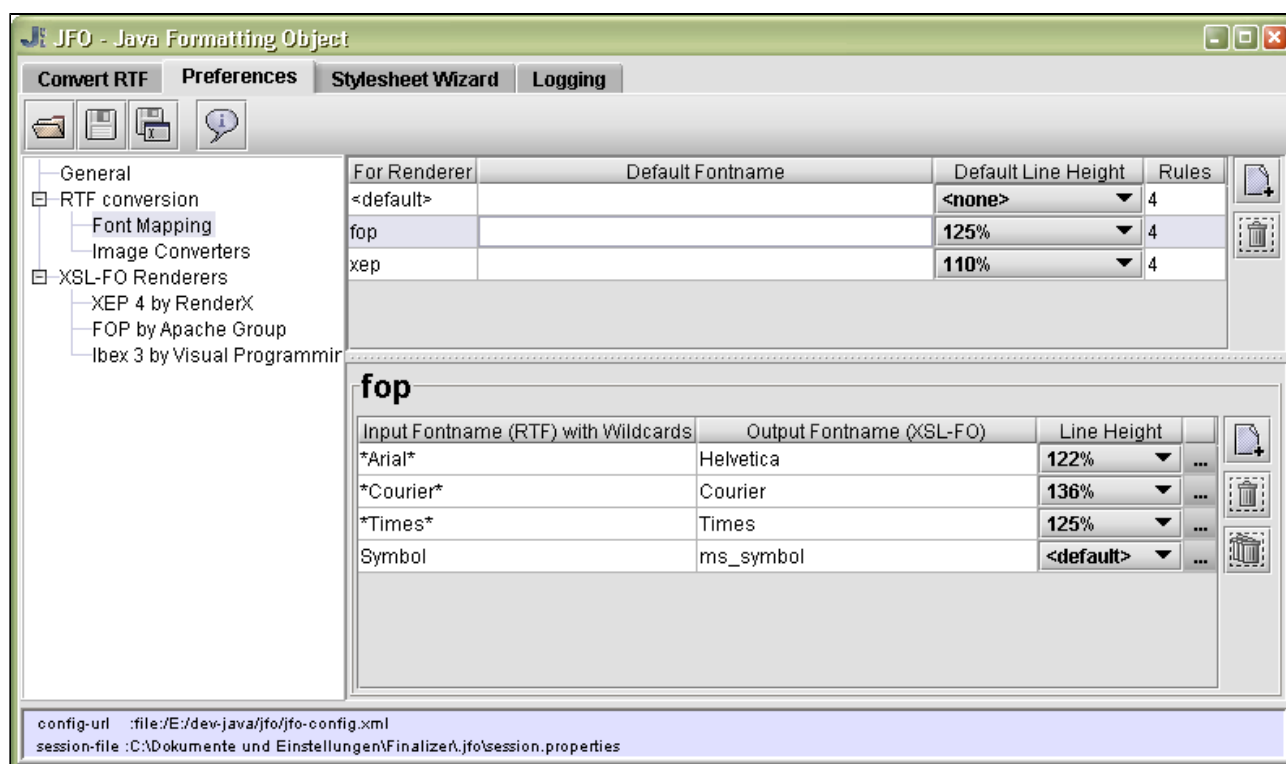 JFO - Java Formatting Object
Convert RTF Preferences Stylesheet Wizard Logging
General
RTF conversion
Font Mapping
Image Converters
XSL-FO Renderers
XEP 4 by RenderX
FOP by Apache Group
Ibex 3 by Visual Programmin
For Renderer Default Fontname Default Line Height Rules
<default> <none> 4
fop 125% 4
xep 110% 4
fop
Input Fontname (RTF) with Wildcards Output Fontname (XSL-FO) Line Height
*Arial* Helvetica 122% ...
*Courier* Courier 136% ...
*Times* Times 125% ...
Symbol ms_symbol <default> ...
config-url :file:/E:/dev-java/jfo/jfo-config.xml
session-file :C:\Dokumente und Einstellungen\Finalizer\.jfo\session.properties